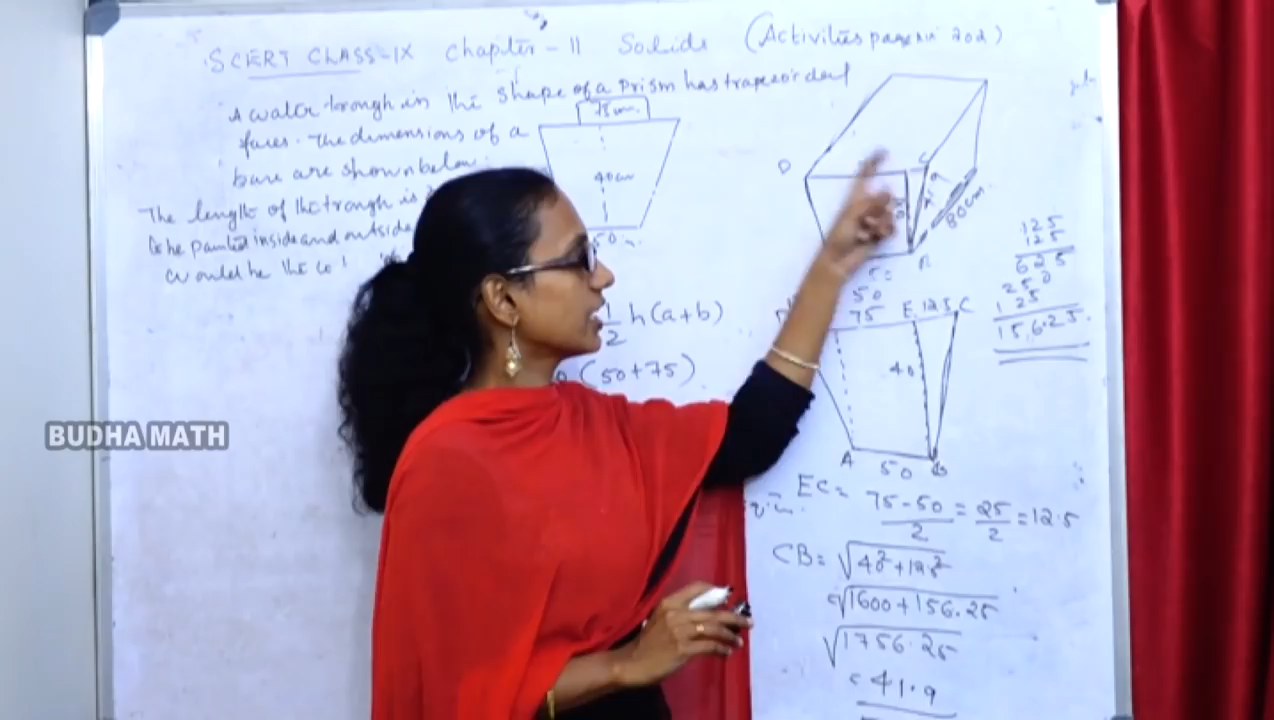 SCERT CLASS-IX Chapter-11 Solids (Activities page no 202)
A water trough in the shape of a prism has trapezoidal
faces. The dimensions of a
base are shown below.
The length of the trough is
to be painted inside and outside
would be the
75cm
40cm
50
1/2 h(a+b)
(50+75)
BUDHA MATH
D
C
80cm
B
50
125
125
625
250
125
15,625
50
75
E 12.5 C
40
A
50
B
EC = 75-50/2 = 25/2 = 12.5
CB = √40²+12.5²
√1600+156.25
√1756.25
= 41.9